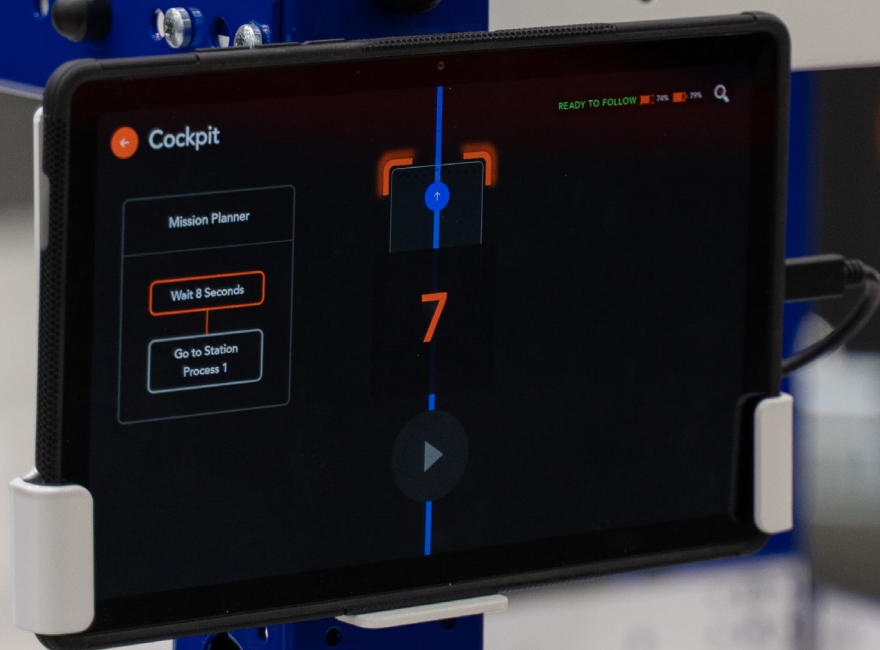 Cockpit
READY TO FOLLOW 74% 79%
Mission Planner
Wait 8 Seconds
Go to Station
Process 1
7